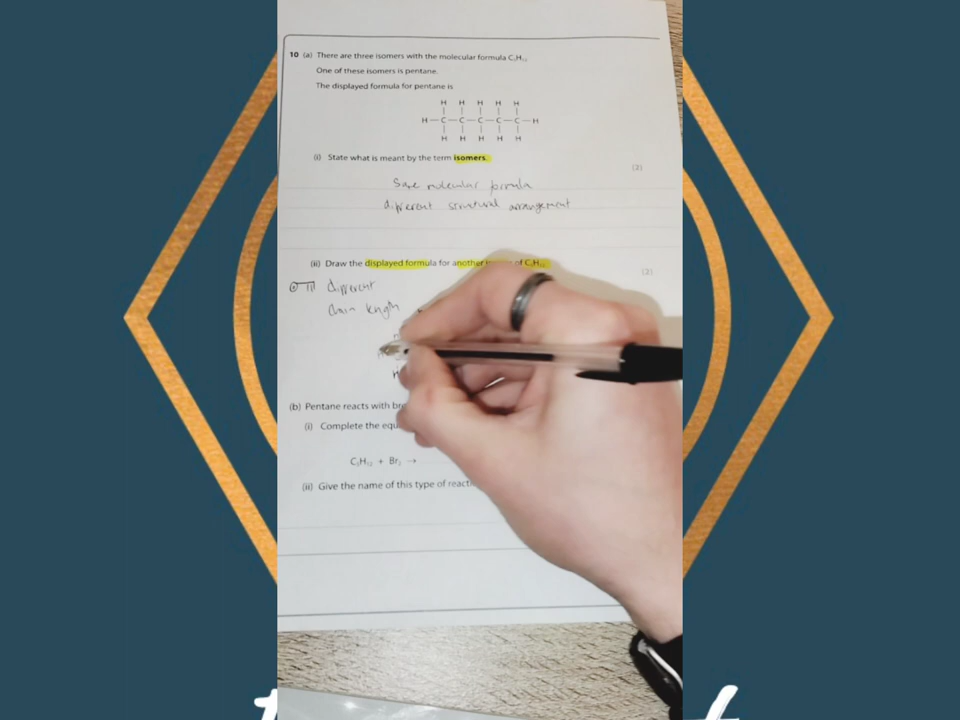 10 (a) There are three isomers with the molecular formula C₅H₁₂
One of these isomers is pentane.
The displayed formula for pentane is
H H H H H
H—C—C—C—C—C—H
H H H H H
(i) State what is meant by the term isomers.
(2)
Same molecular formula
different structural arrangement
(ii) Draw the displayed formula for another of C₅H₁₂
(2)
different
chain length
H
(b) Pentane reacts with
(i) Complete the
C₅H₁₂ + Br₂ →
(ii) Give the name of this type of